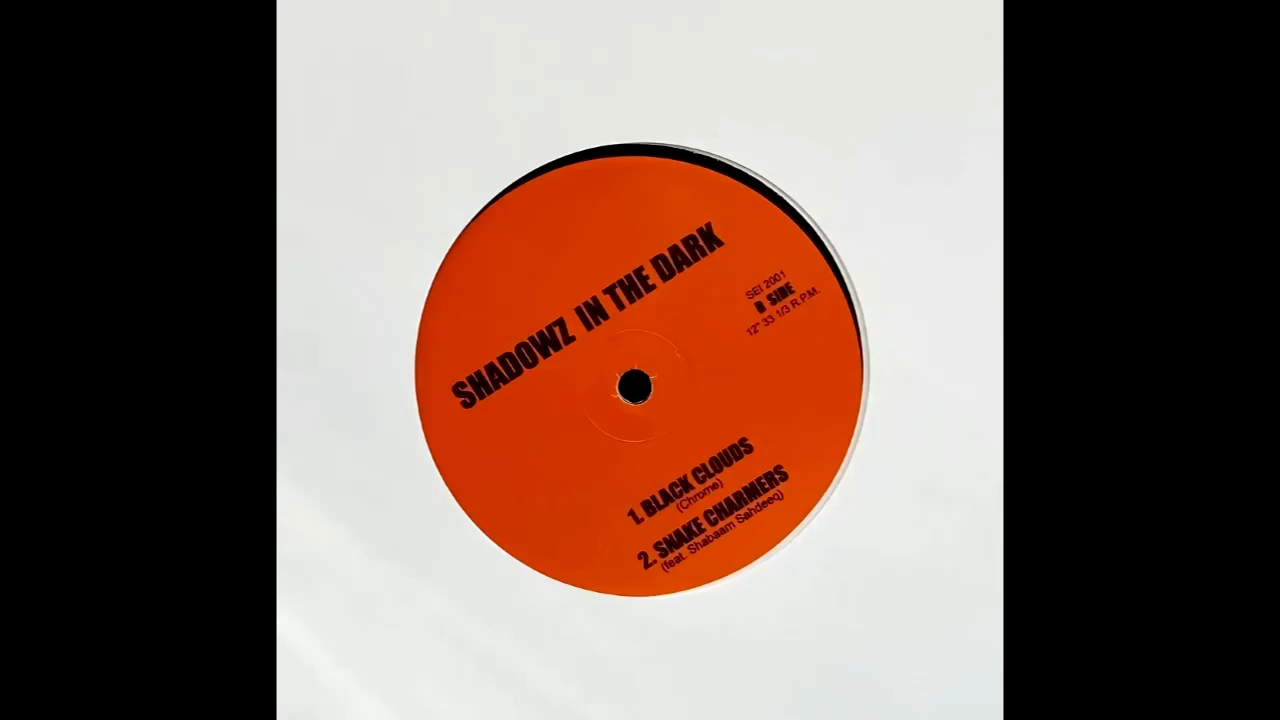 SHADOWZ IN THE DARK
SEI 2001
B SIDE
12" 33 1/3 R.P.M.
1. BLACK CLOUDS
(Chrome)
2. SNAKE CHARMERS
(feat. Shabaam Sahdeeq)